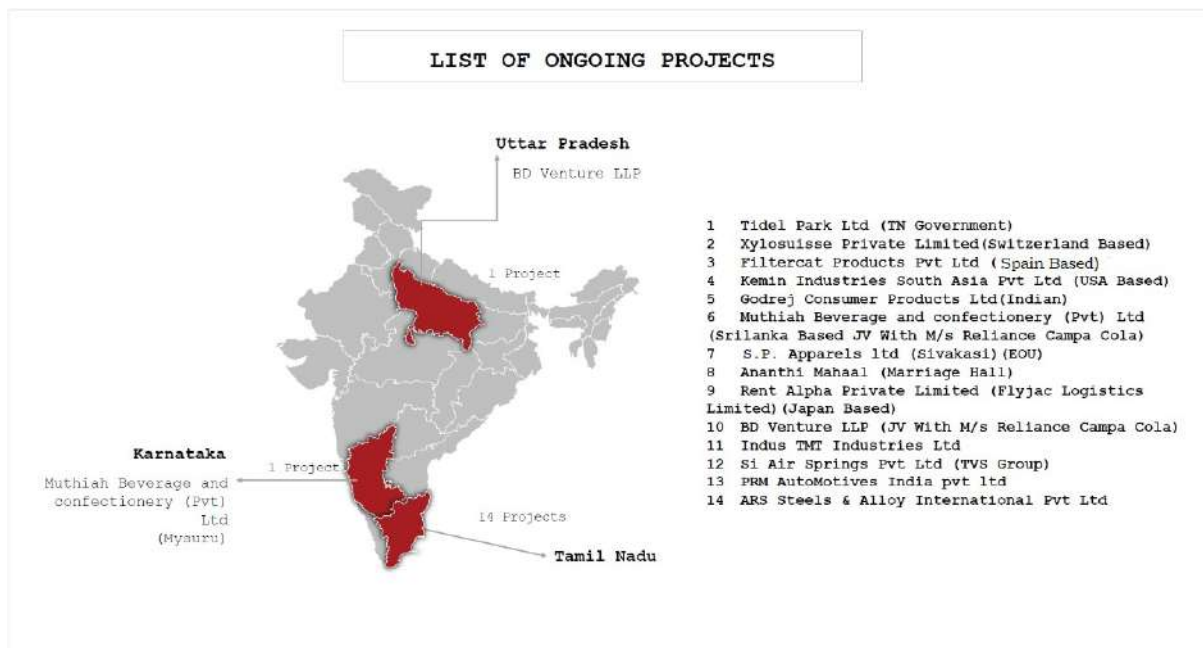 LIST OF ONGOING PROJECTS
Uttar Pradesh
BD Venture LLP
1 Project
Karnataka
1 Project
Muthiah Beverage and
confectionery (Pvt)
Ltd
(Mysuru)
14 Projects
Tamil Nadu
1 Tidel Park Ltd (TN Government)
2 Xylosuisse Private Limited(Switzerland Based)
3 Filtercat Products Pvt Ltd ( Spain Based)
4 Kemin Industries South Asia Pvt Ltd (USA Based)
5 Godrej Consumer Products Ltd(Indian)
6 Muthiah Beverage and confectionery (Pvt) Ltd
(Srilanka Based JV With M/s Reliance Campa Cola)
7 S.P. Apparels ltd (Sivakasi)(EOU)
8 Ananthi Mahaal (Marriage Hall)
9 Rent Alpha Private Limited (Flyjac Logistics
Limited)(Japan Based)
10 BD Venture LLP (JV With M/s Reliance Campa Cola)
11 Indus TMT Industries Ltd
12 Si Air Springs Pvt Ltd (TVS Group)
13 PRM AutoMotives India pvt ltd
14 ARS Steels & Alloy International Pvt Ltd